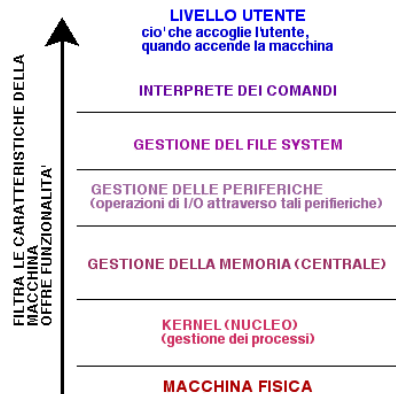 LIVELLO UTENTE
cio' che accoglie l'utente,
quando accende la macchina
INTERPRETE DEI COMANDI
GESTIONE DEL FILE SYSTEM
GESTIONE DELLE PERIFERICHE
(operazioni di I/O attraverso tali perifieriche)
GESTIONE DELLA MEMORIA (CENTRALE)
KERNEL (NUCLEO)
(gestione dei processi)
MACCHINA FISICA
FILTRA LE CARATTERISTICHE DELLA
MACCHINA
OFFRE FUNZIONALITA'